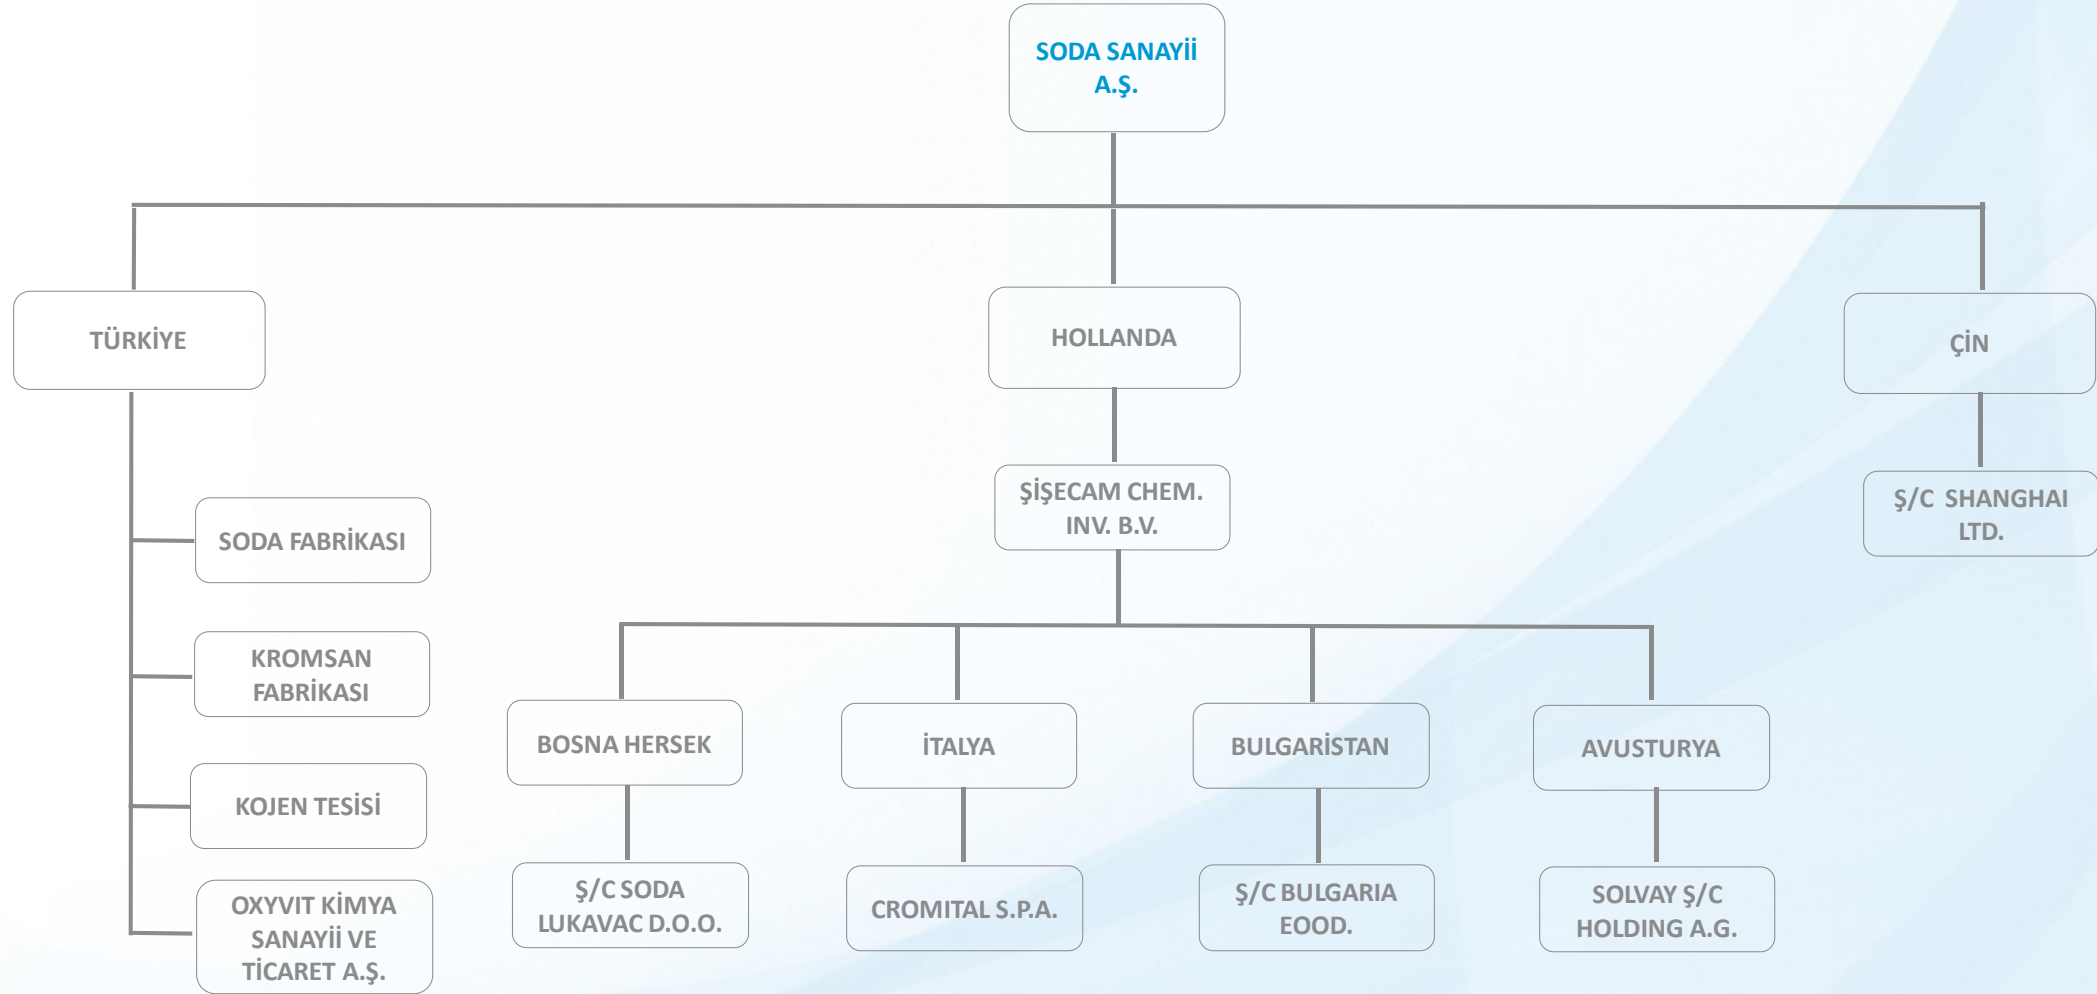 SODA SANAYİİ
A.Ş.
TÜRKİYE
HOLLANDA
ÇİN
SODA FABRİKASI
KROMSAN
FABRİKASI
KOJEN TESİSİ
OXYVIT KİMYA
SANAYİİ VE
TİCARET A.Ş.
ŞİŞECAM CHEM.
INV. B.V.
Ş/C SHANGHAI
LTD.
BOSNA HERSEK
İTALYA
BULGARİSTAN
AVUSTURYA
Ş/C SODA
LUKAVAC D.O.O.
CROMITAL S.P.A.
Ş/C BULGARIA
EOOD.
SOLVAY Ş/C
HOLDING A.G.